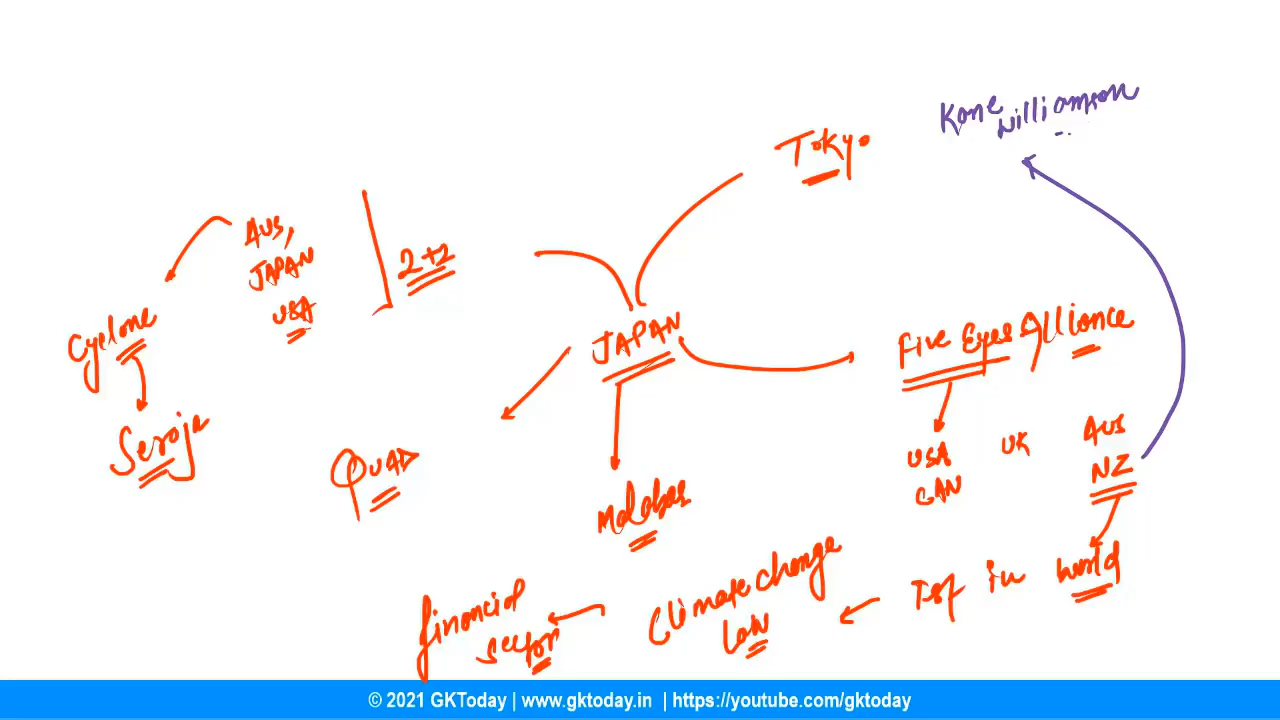 Kane
Williamson
Tokyo
Aus,
JAPAN
USA
2+2
Cyclone
Seroja
JAPAN
Five Eyes Alliance
USA UK AUS
CAN NZ
QUAD
Malabar
Ist in world
Climate change
law
financial
sector
© 2021 GKToday | www.gktoday.in | https://youtube.com/gktoday